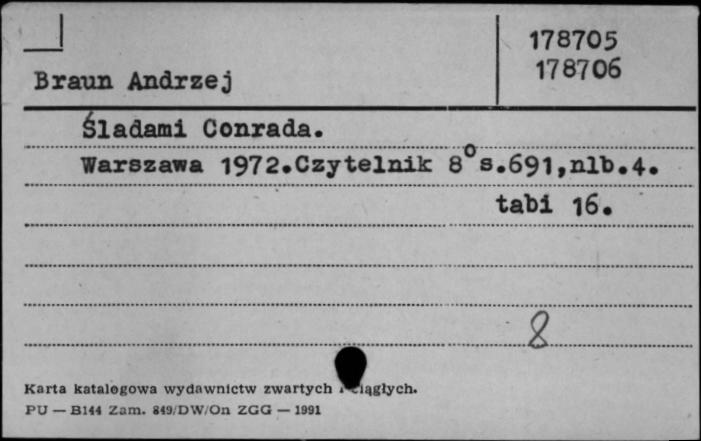 178705
178706
Braun Andrzej
Śladami Conrada.
Warszawa 1972.Czytelnik 8° s.691,nlb.4.
tabi 16.
8
Karta katalogowa wydawnictw zwartych i ciągłych.
PU — B144 Zam. 849/DW/On ZGG — 1991